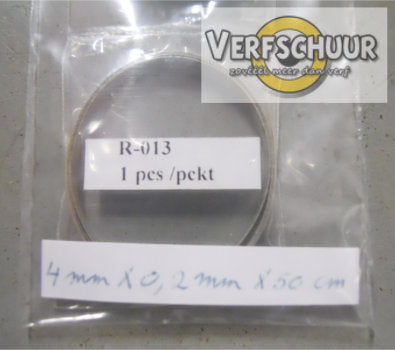 VERFSCHUUR
zoveel meer dan verf
R-013
1 pcs /pckt
4 mm X 0,2 mm X 50 cm